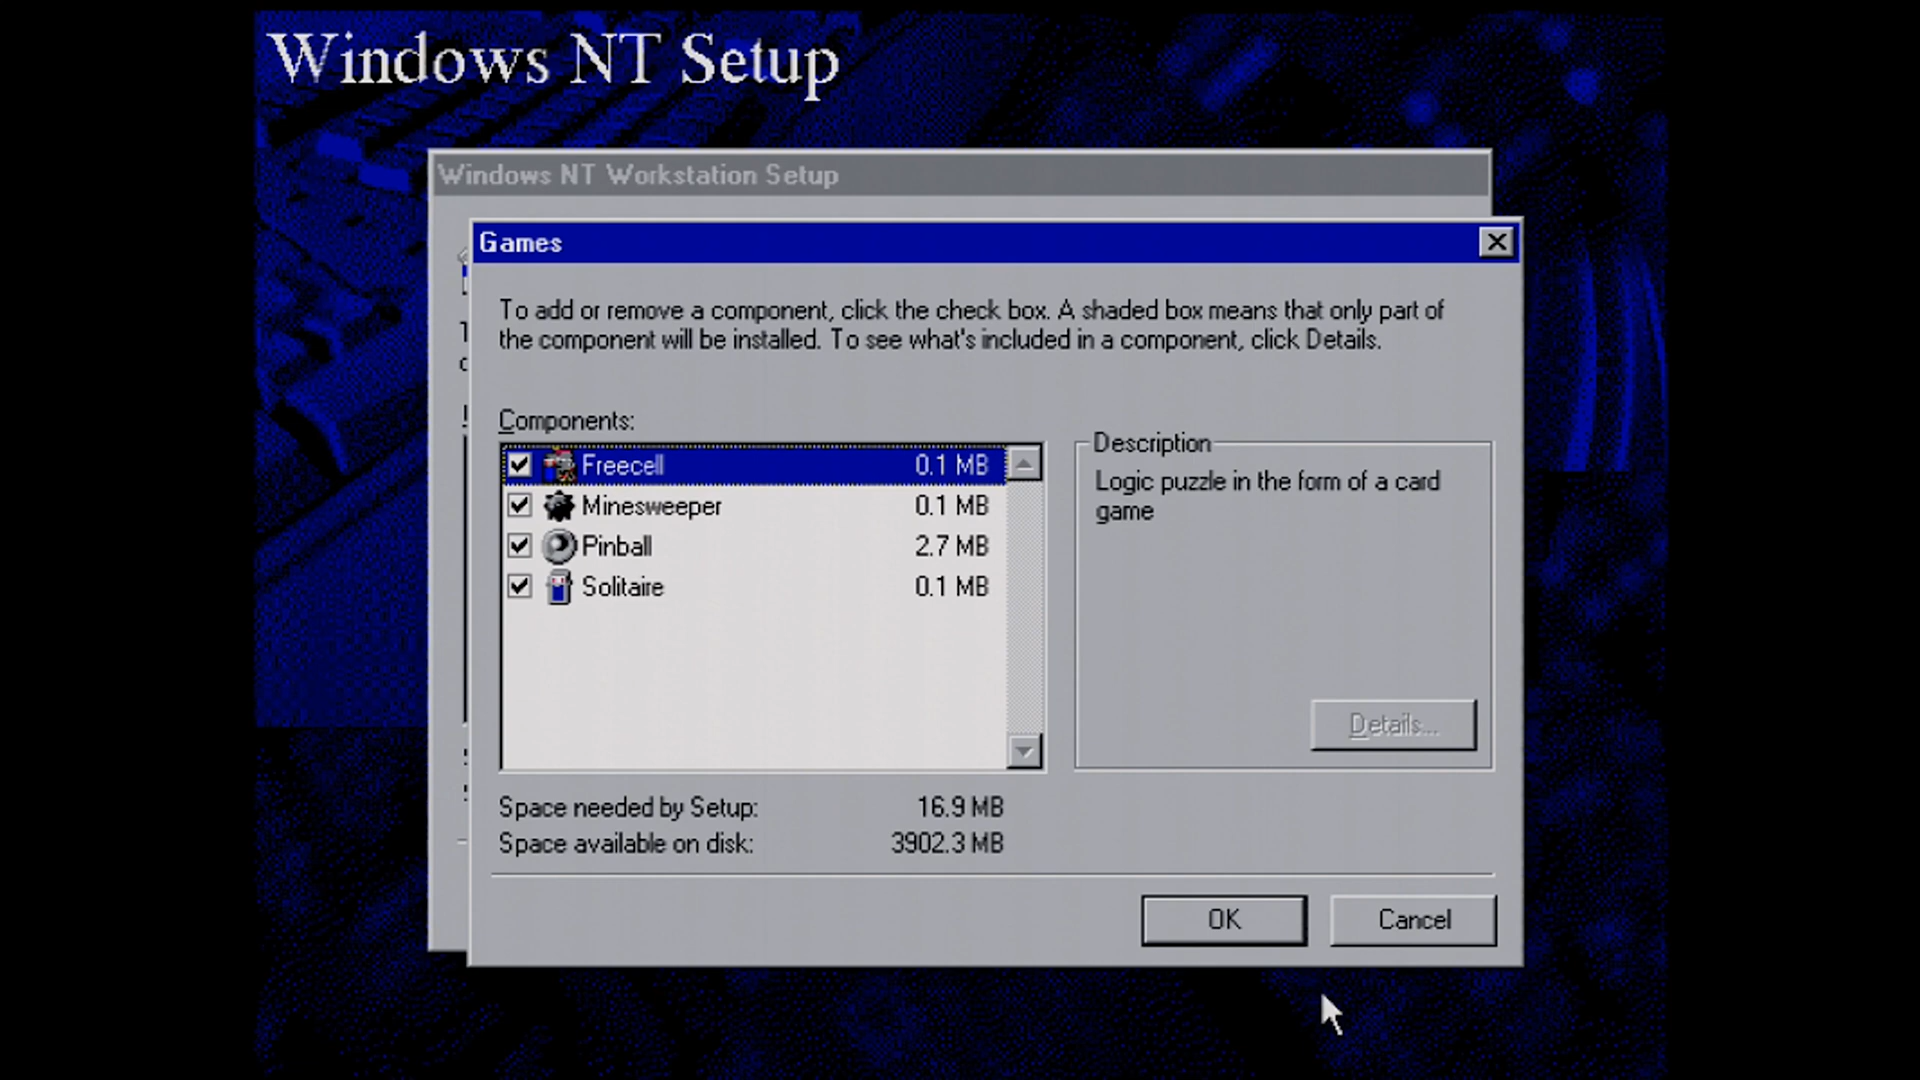 Windows NT Setup
Windows NT Workstation Setup
Games
To add or remove a component, click the check box. A shaded box means that only part of
the component will be installed. To see what's included in a component, click Details.
Components:
Freecell 0.1 MB
Minesweeper 0.1 MB
Pinball 2.7 MB
Solitaire 0.1 MB
Description
Logic puzzle in the form of a card
game
Details...
Space needed by Setup: 16.9 MB
Space available on disk: 3902.3 MB
OK Cancel